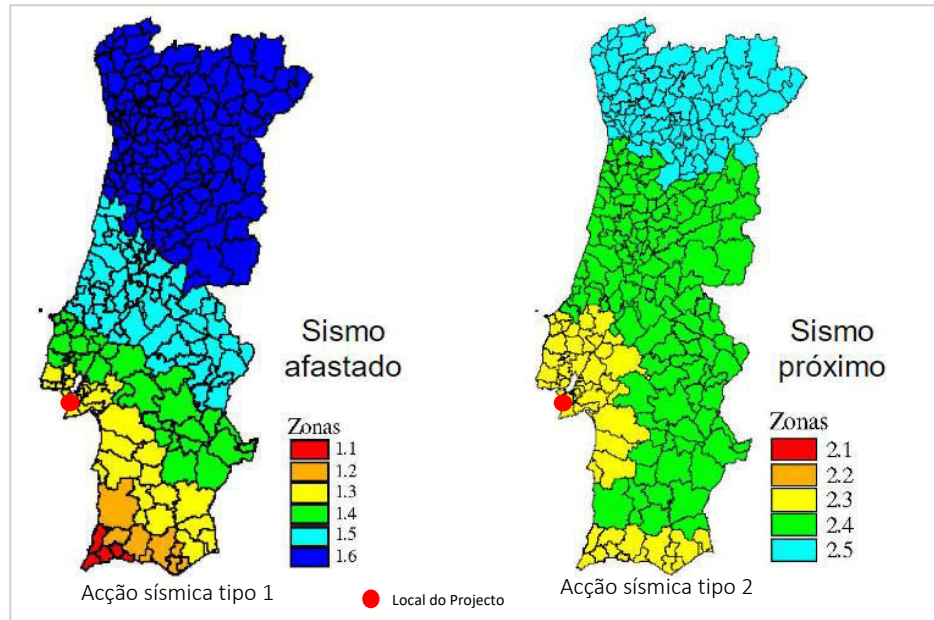 Sismo
afastado
Zonas
1.1
1.2
1.3
1.4
1.5
1.6
Acção sísmica tipo 1
Sismo
próximo
Zonas
2.1
2.2
2.3
2.4
2.5
Acção sísmica tipo 2
Local do Projecto